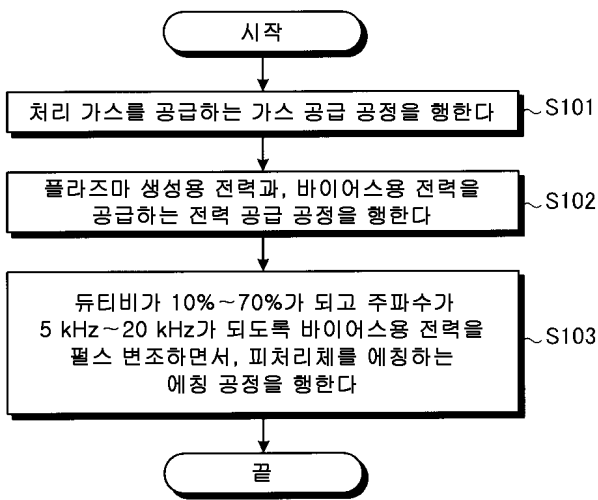 시작
처리 가스를 공급하는 가스 공급 공정을 행한다
S101
플라즈마 생성용 전력과, 바이어스용 전력을
공급하는 전력 공급 공정을 행한다
S102
듀티비가 10%~70%가 되고 주파수가
5 kHz~20 kHz가 되도록 바이어스용 전력을
펄스 변조하면서, 피처리체를 에칭하는
에칭 공정을 행한다
S103
끝